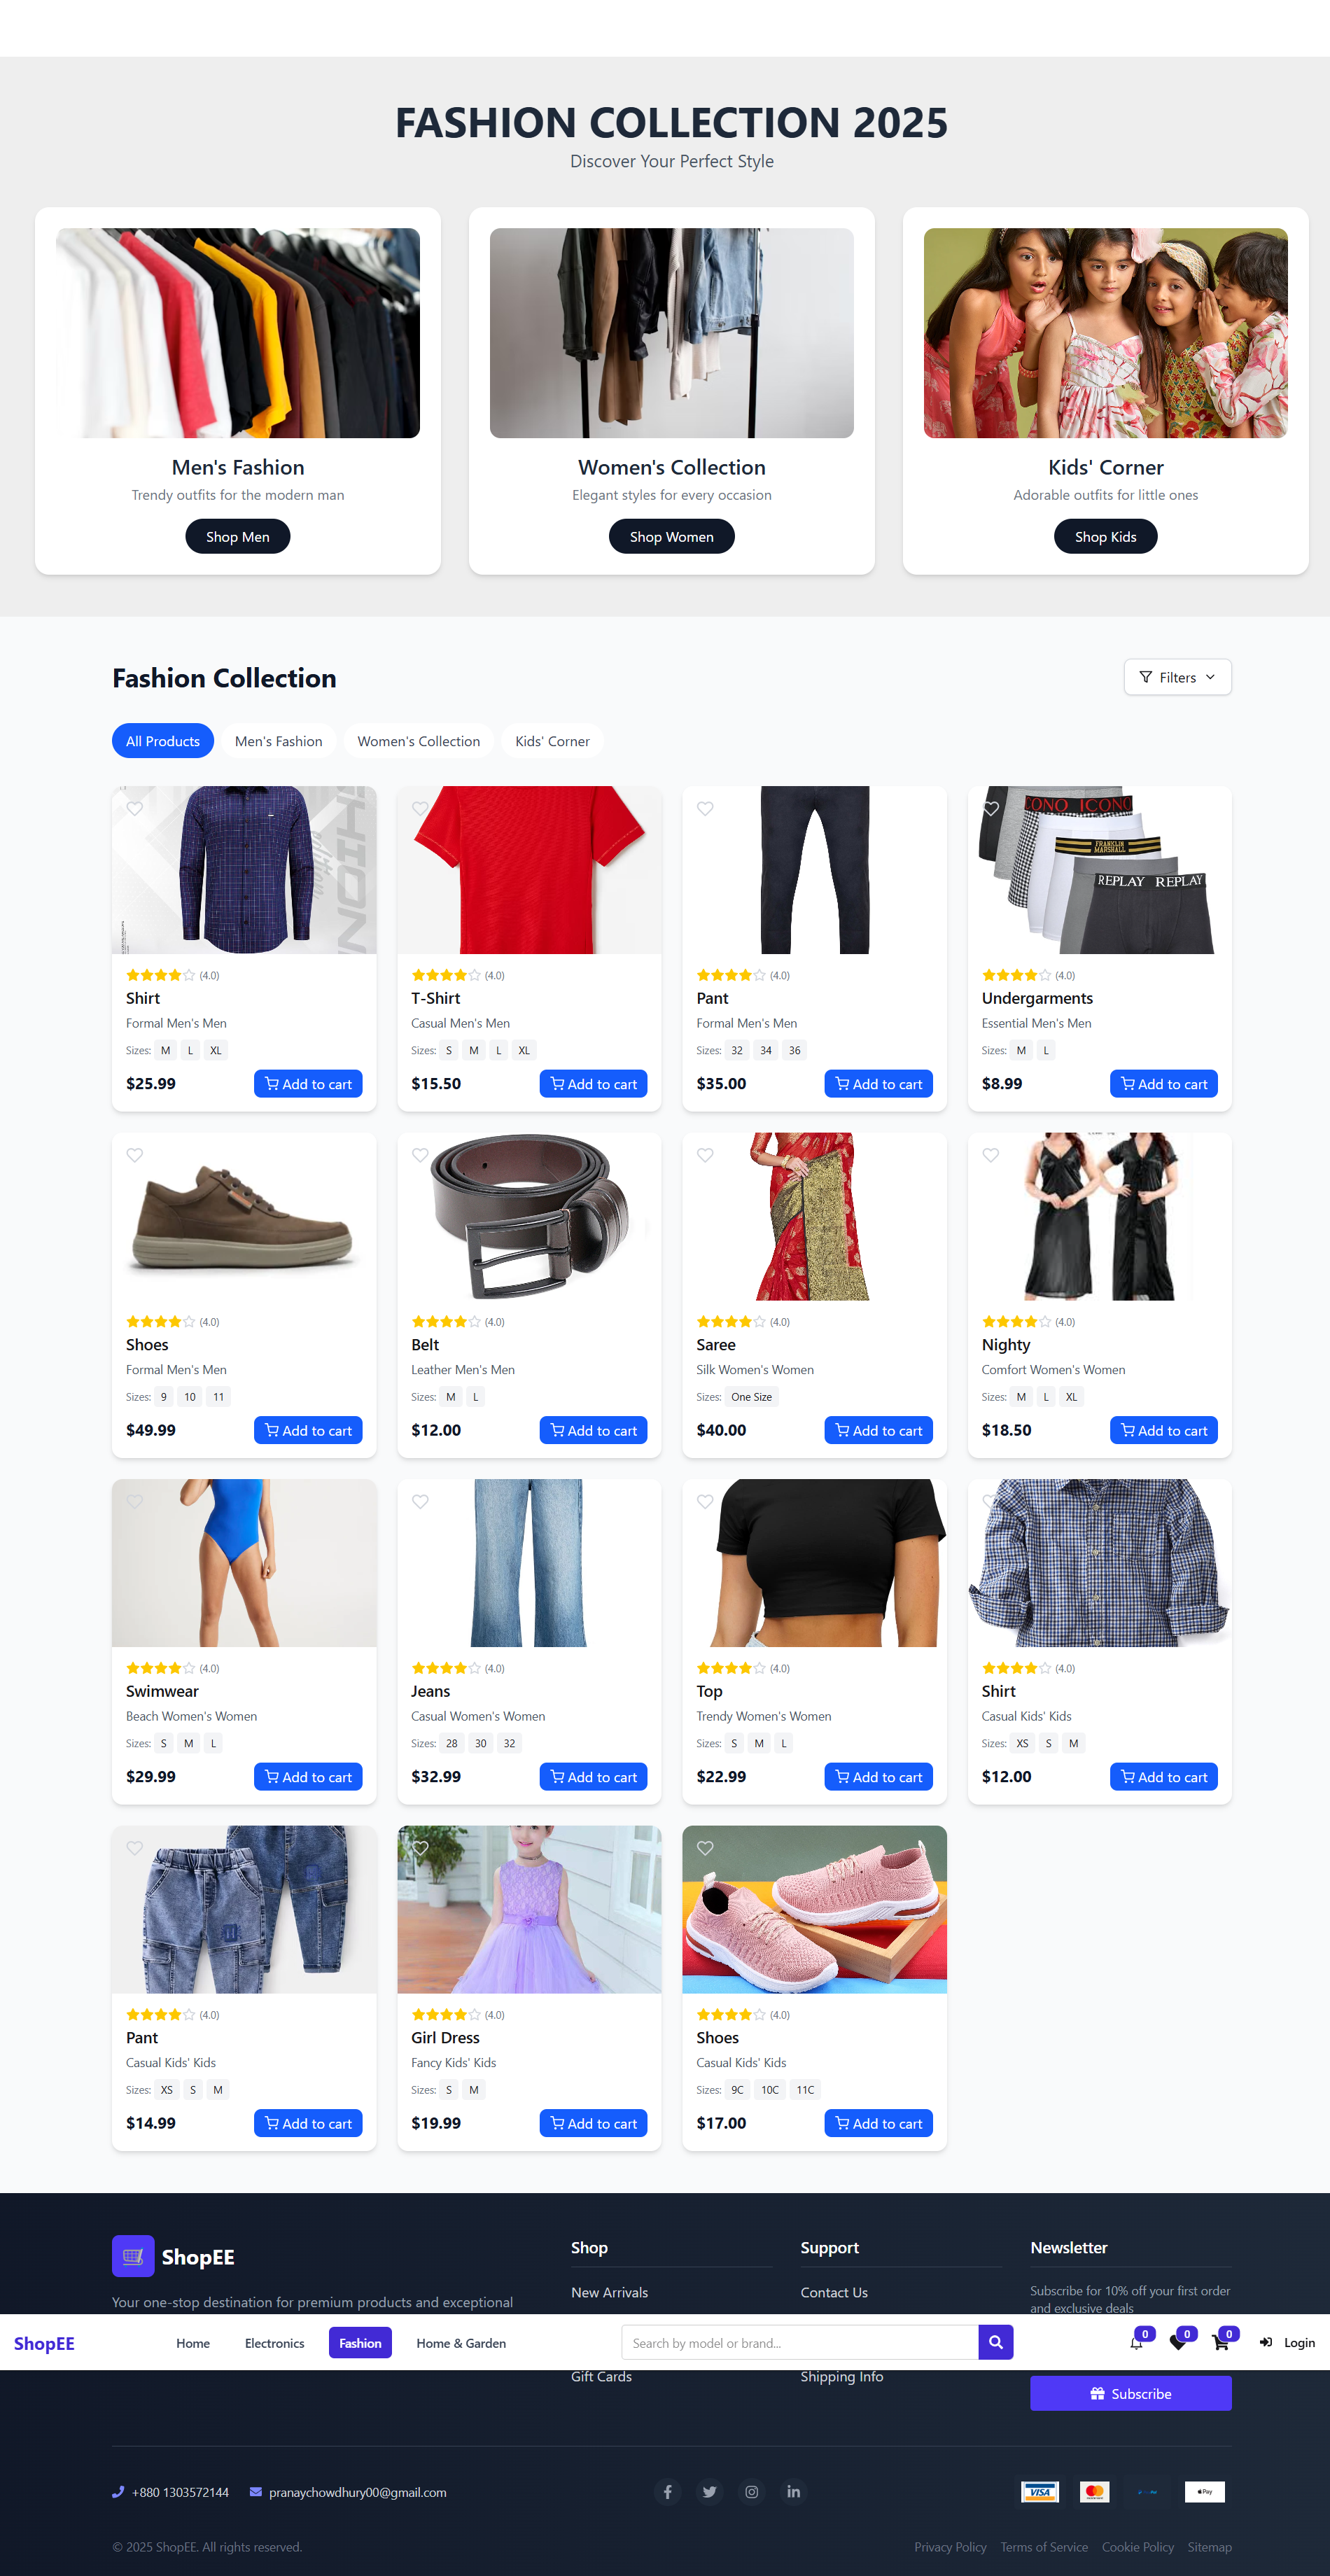 FASHION COLLECTION 2025
Discover Your Perfect Style
Men's Fashion
Trendy outfits for the modern man
Shop Men
Women's Collection
Elegant styles for every occasion
Shop Women
Kids' Corner
Adorable outfits for little ones
Shop Kids
Fashion Collection
Filters
All Products
Men's Fashion
Women's Collection
Kids' Corner
(4.0)
Shirt
Formal Men's Men
Sizes: M L XL
$25.99
Add to cart
(4.0)
T-Shirt
Casual Men's Men
Sizes: S M L XL
$15.50
Add to cart
(4.0)
Pant
Formal Men's Men
Sizes: 32 34 36
$35.00
Add to cart
ICONO
FRANKLIN
MARSHALL
REPLAY REPLAY
(4.0)
Undergarments
Essential Men's Men
Sizes: M L
$8.99
Add to cart
(4.0)
Shoes
Formal Men's Men
Sizes: 9 10 11
$49.99
Add to cart
(4.0)
Belt
Leather Men's Men
Sizes: M L
$12.00
Add to cart
(4.0)
Saree
Silk Women's Women
Sizes: One Size
$40.00
Add to cart
(4.0)
Nighty
Comfort Women's Women
Sizes: M L XL
$18.50
Add to cart
(4.0)
Swimwear
Beach Women's Women
Sizes: S M L
$29.99
Add to cart
(4.0)
Jeans
Casual Women's Women
Sizes: 28 30 32
$32.99
Add to cart
(4.0)
Top
Trendy Women's Women
Sizes: S M L
$22.99
Add to cart
(4.0)
Shirt
Casual Kids' Kids
Sizes: XS S M
$12.00
Add to cart
(4.0)
Pant
Casual Kids' Kids
Sizes: XS S M
$14.99
Add to cart
(4.0)
Girl Dress
Fancy Kids' Kids
Sizes: S M
$19.99
Add to cart
(4.0)
Shoes
Casual Kids' Kids
Sizes: 9C 10C 11C
$17.00
Add to cart
ShopEE
Your one-stop destination for premium products and exceptional
Shop
New Arrivals
Support
Contact Us
Newsletter
Subscribe for 10% off your first order
and exclusive deals
ShopEE
Home
Electronics
Fashion
Home & Garden
Search by model or brand...
0
0
0
Login
Gift Cards
Shipping Info
Subscribe
+880 1303572144
pranaychowdhury00@gmail.com
VISA
mastercard
Pay
© 2025 ShopEE. All rights reserved.
Privacy Policy
Terms of Service
Cookie Policy
Sitemap